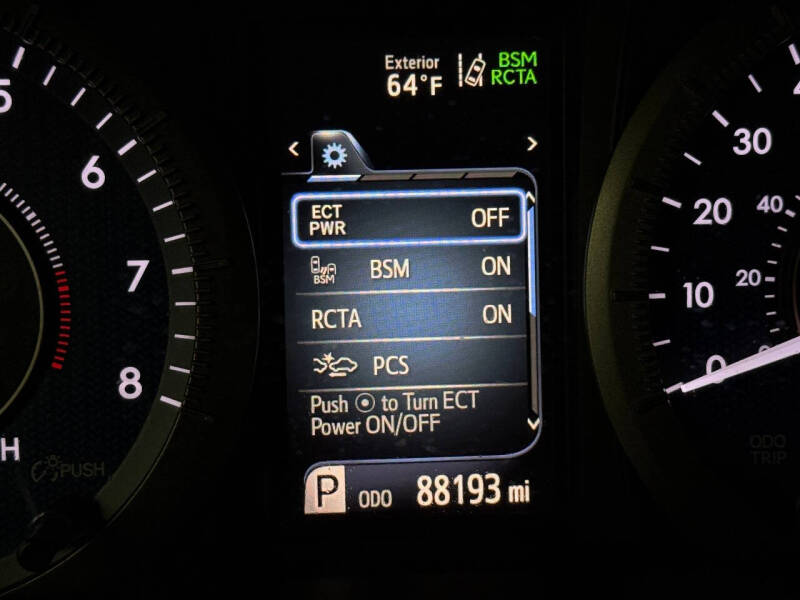 Exterior
64°F
BSM
RCTA
ECT
PWR
OFF
BSM
BSM
ON
RCTA
ON
PCS
Push ⊙ to Turn ECT
Power ON/OFF
P
ODO
88193 mi
5
6
7
8
H
PUSH
30
20
10
0
40
20
0
ODO
TRIP